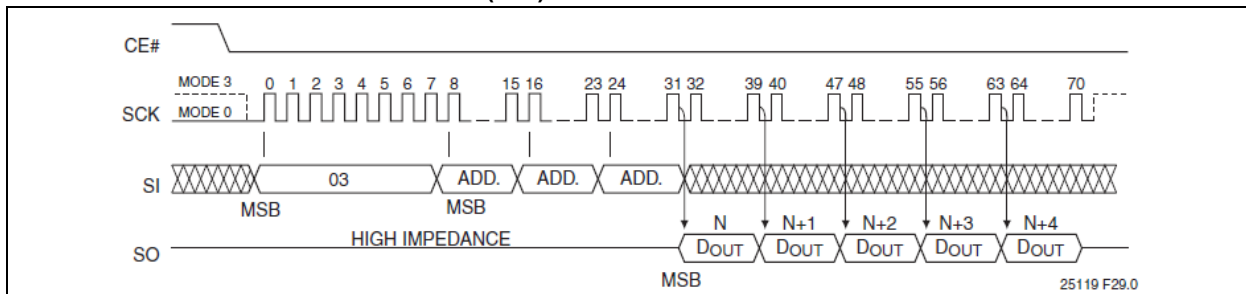 CE#
MODE 3 0 1 2 3 4 5 6 7 8 15 16 23 24 31 32 39 40 47 48 55 56 63 64 70
SCK MODE 0
SI 03 ADD. ADD. ADD.
MSB MSB
N N+1 N+2 N+3 N+4
SO HIGH IMPEDANCE DOUT DOUT DOUT DOUT DOUT
MSB
25119 F29.0